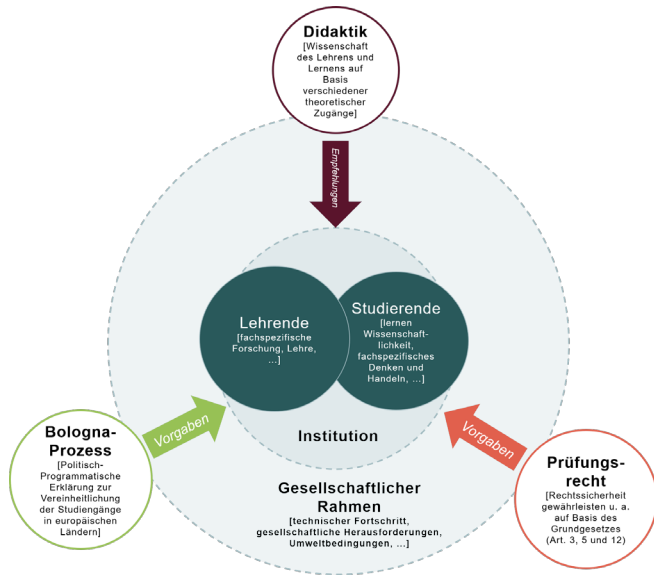 Didaktik
[Wissenschaft
des Lehrens und
Lernens auf
Basis
verschiedener
theoretischer
Zugänge]
Empfehlungen
Lehrende
[fachspezifische
Forschung, Lehre,
...]
Studierende
[lernen
Wissenschaft-
lichkeit,
fachspezifisches
Denken und
Handeln, ...]
Institution
Bologna-
Prozess
[Politisch-
Programmatische
Erklärung zur
Vereinheitlichung
der Studiengänge
in europäischen
Ländern]
Vorgaben
Gesellschaftlicher
Rahmen
[technischer Fortschritt,
gesellschaftliche Herausforderungen,
Umweltbedingungen, ...]
Vorgaben
Prüfungs-
recht
[Rechtssicherheit
gewährleisten u. a.
auf Basis des
Grundgesetzes
(Art. 3, 5 und 12)